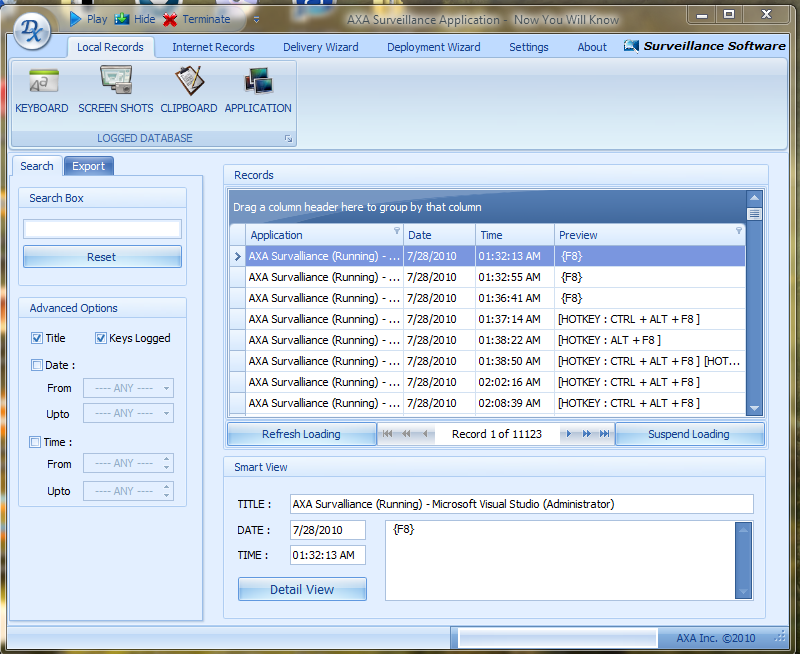 Play Hide Terminate AXA Surveillance Application - Now You Will Know
DX
Local Records Internet Records Delivery Wizard Deployment Wizard Settings About Surveillance Software
KEYBOARD SCREEN SHOTS CLIPBOARD APPLICATION
LOGGED DATABASE
Search Export
Search Box
Reset
Advanced Options
Title Keys Logged
Date :
From ---- ANY ----
Upto ---- ANY ----
Time :
From ---- ANY ----
Upto ---- ANY ----
Records
Drag a column header here to group by that column
Application Date Time Preview
AXA Survalliance (Running) - ... 7/28/2010 01:32:13 AM {F8}
AXA Survalliance (Running) - ... 7/28/2010 01:32:55 AM {F8}
AXA Survalliance (Running) - ... 7/28/2010 01:36:41 AM {F8}
AXA Survalliance (Running) - ... 7/28/2010 01:37:14 AM [HOTKEY : CTRL + ALT + F8 ]
AXA Survalliance (Running) - ... 7/28/2010 01:38:22 AM [HOTKEY : ALT + F8 ]
AXA Survalliance (Running) - ... 7/28/2010 01:38:50 AM [HOTKEY : CTRL + ALT + F8 ] [HOT...
AXA Survalliance (Running) - ... 7/28/2010 02:02:16 AM [HOTKEY : CTRL + ALT + F8 ]
AXA Survalliance (Running) - ... 7/28/2010 02:08:39 AM [HOTKEY : CTRL + ALT + F8 ]
Refresh Loading Record 1 of 11123 Suspend Loading
Smart View
TITLE : AXA Survalliance (Running) - Microsoft Visual Studio (Administrator)
DATE : 7/28/2010 {F8}
TIME : 01:32:13 AM
Detail View
AXA Inc. ©2010